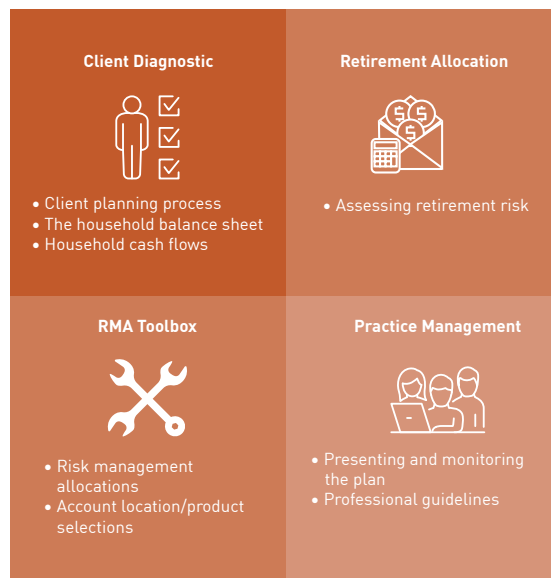 Client Diagnostic
• Client planning process
• The household balance sheet
• Household cash flows
Retirement Allocation
$ $
$
• Assessing retirement risk
RMA Toolbox
• Risk management
allocations
• Account location/product
selections
Practice Management
• Presenting and monitoring
the plan
• Professional guidelines